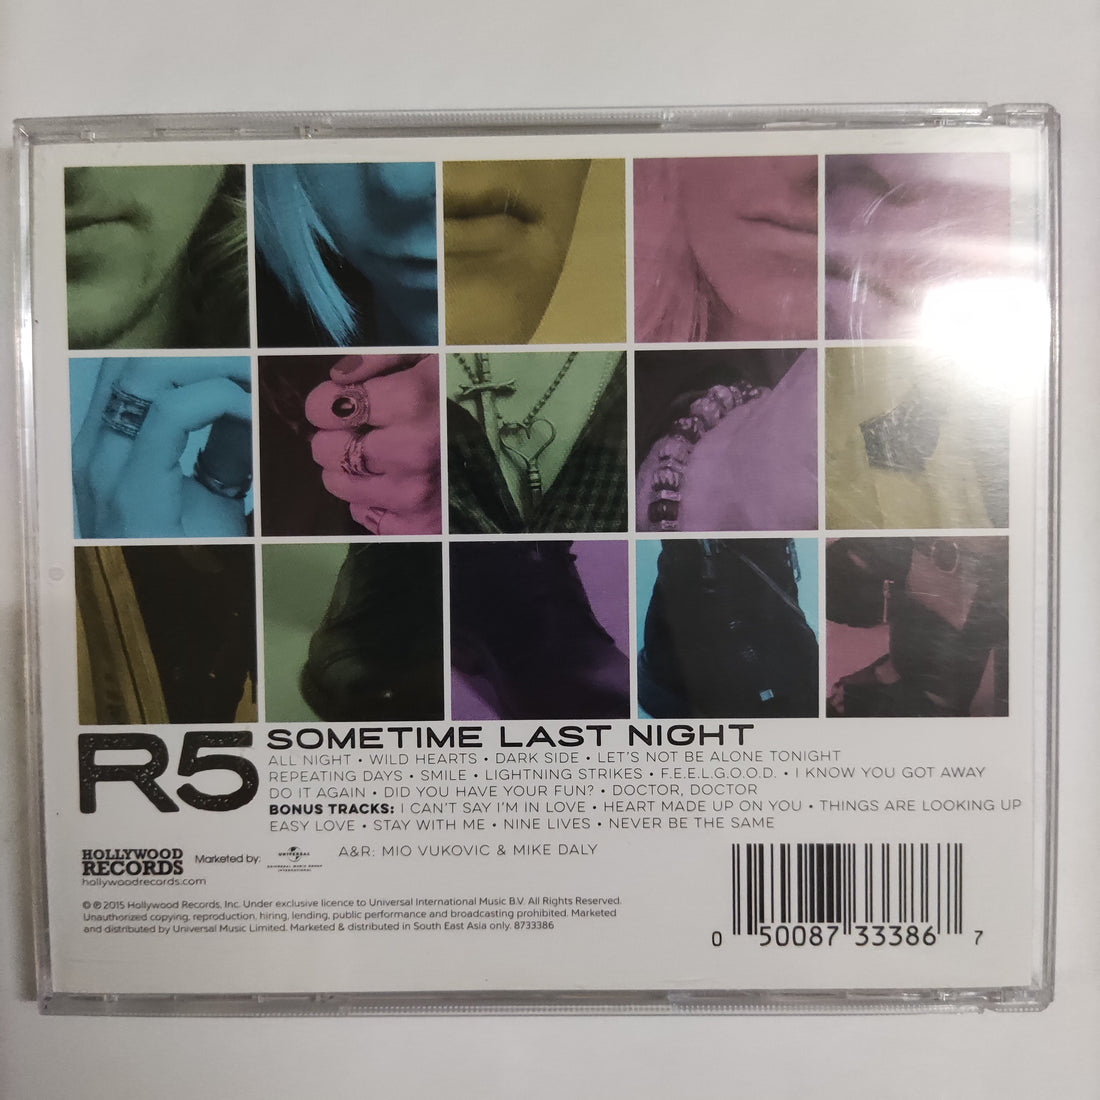 R5
SOMETIME LAST NIGHT
ALL NIGHT • WILD HEARTS • DARK SIDE • LET'S NOT BE ALONE TONIGHT
REPEATING DAYS • SMILE • LIGHTNING STRIKES • F.E.E.L.G.O.O.D. • I KNOW YOU GOT AWAY
DO IT AGAIN • DID YOU HAVE YOUR FUN? • DOCTOR, DOCTOR
BONUS TRACKS: I CAN'T SAY I'M IN LOVE • HEART MADE UP ON YOU • THINGS ARE LOOKING UP
EASY LOVE • STAY WITH ME • NINE LIVES • NEVER BE THE SAME
HOLLYWOOD
RECORDS
hollywoodrecords.com
Marketed by:
UNIVERSAL
UNIVERSAL MUSIC GROUP
INTERNATIONAL
A&R: MIO VUKOVIC & MIKE DALY
© ℗ 2015 Hollywood Records, Inc. Under exclusive licence to Universal International Music B.V. All Rights Reserved.
Unauthorized copying, reproduction, hiring, lending, public performance and broadcasting prohibited. Marketed
and distributed by Universal Music Limited. Marketed & distributed in South East Asia only. 8733386
0 50087 33386 7